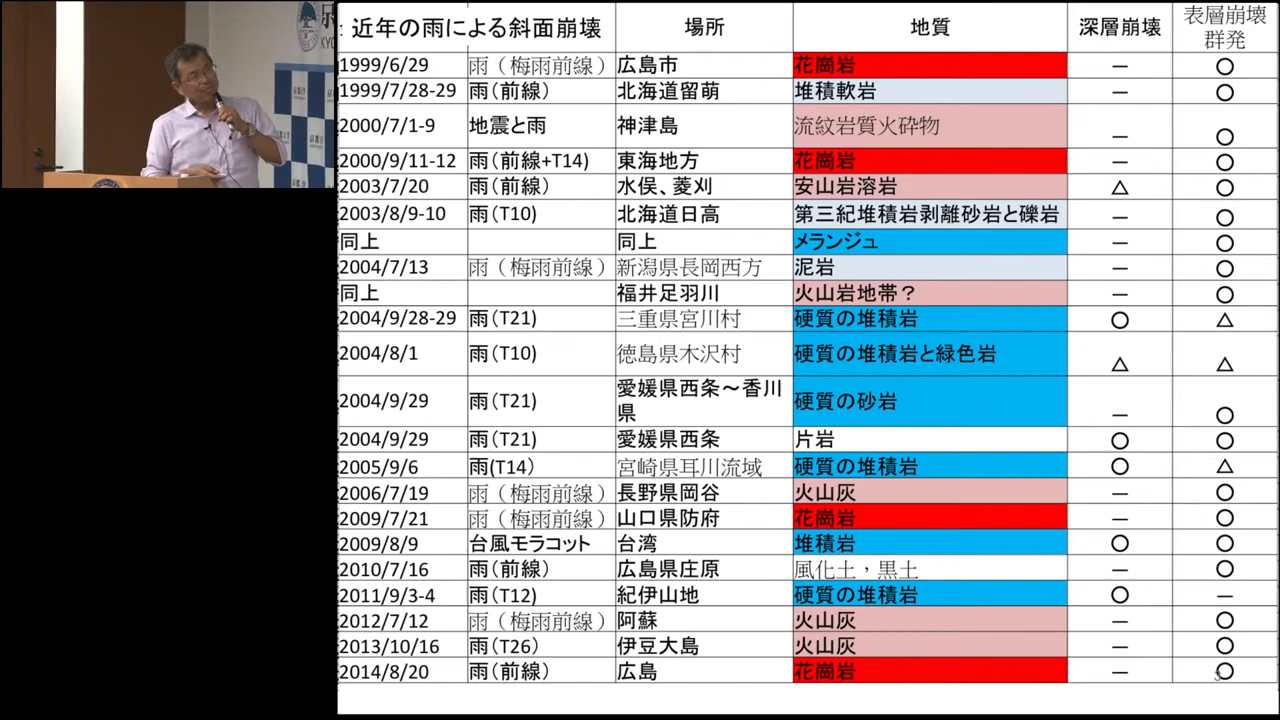 近年の雨による斜面崩壊 場所 地質 深層崩壊 表層崩壊
群発
1999/6/29 雨（梅雨前線） 広島市 花崗岩 — ○
1999/7/28-29 雨（前線） 北海道留萌 堆積軟岩 — ○
2000/7/1-9 地震と雨 神津島 流紋岩質火砕物 — ○
2000/9/11-12 雨（前線+T14) 東海地方 花崗岩 — ○
2003/7/20 雨（前線） 水俣、菱刈 安山岩溶岩 △ ○
2003/8/9-10 雨(T10) 北海道日高 第三紀堆積岩剥離砂岩と礫岩 — ○
同上 同上 メランジュ — ○
2004/7/13 雨（梅雨前線） 新潟県長岡西方 泥岩 — ○
同上 福井足羽川 火山岩地帯？ — ○
2004/9/28-29 雨(T21) 三重県宮川村 硬質の堆積岩 ○ △
2004/8/1 雨(T10) 徳島県木沢村 硬質の堆積岩と緑色岩 △ △
2004/9/29 雨(T21) 愛媛県西条～香川
県 硬質の砂岩 — ○
2004/9/29 雨(T21) 愛媛県西条 片岩 ○ ○
2005/9/6 雨(T14) 宮崎県耳川流域 硬質の堆積岩 ○ △
2006/7/19 雨（梅雨前線） 長野県岡谷 火山灰 — ○
2009/7/21 雨（梅雨前線） 山口県防府 花崗岩 — ○
2009/8/9 台風モラコット 台湾 堆積岩 ○ ○
2010/7/16 雨（前線） 広島県庄原 風化土，黒土 — ○
2011/9/3-4 雨(T12) 紀伊山地 硬質の堆積岩 ○ —
2012/7/12 雨（梅雨前線） 阿蘇 火山灰 — ○
2013/10/16 雨(T26) 伊豆大島 火山灰 — ○
2014/8/20 雨（前線） 広島 花崗岩 — ○